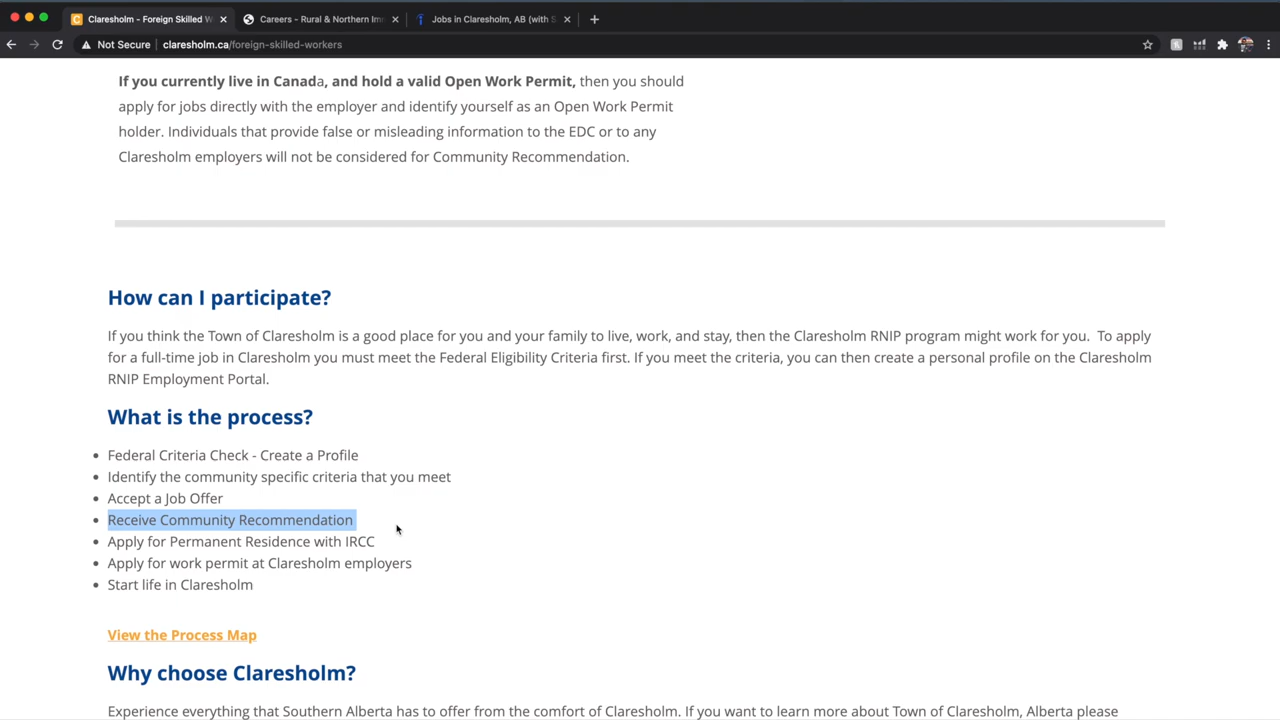 Claresholm - Foreign Skilled W
Careers - Rural & Northern Im
Jobs in Claresholm, AB (with S
Not Secure claresholm.ca/foreign-skilled-workers
If you currently live in Canada, and hold a valid Open Work Permit, then you should
apply for jobs directly with the employer and identify yourself as an Open Work Permit
holder. Individuals that provide false or misleading information to the EDC or to any
Claresholm employers will not be considered for Community Recommendation.
How can I participate?
If you think the Town of Claresholm is a good place for you and your family to live, work, and stay, then the Claresholm RNIP program might work for you. To apply
for a full-time job in Claresholm you must meet the Federal Eligibility Criteria first. If you meet the criteria, you can then create a personal profile on the Claresholm
RNIP Employment Portal.
What is the process?
Federal Criteria Check - Create a Profile
Identify the community specific criteria that you meet
Accept a Job Offer
Receive Community Recommendation
Apply for Permanent Residence with IRCC
Apply for work permit at Claresholm employers
Start life in Claresholm
View the Process Map
Why choose Claresholm?
Experience everything that Southern Alberta has to offer from the comfort of Claresholm. If you want to learn more about Town of Claresholm, Alberta please